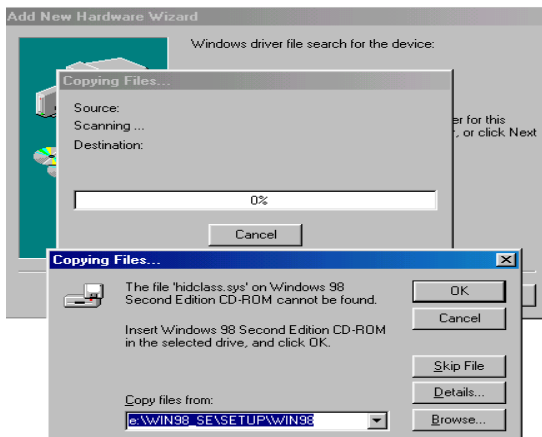 Add New Hardware Wizard
Windows driver file search for the device:
er for this
, or click Next
Copying Files...
Source:
Scanning ...
Destination:
0%
Cancel
Copying Files...
The file 'hidclass.sys' on Windows 98
Second Edition CD-ROM cannot be found.
Insert Windows 98 Second Edition CD-ROM
in the selected drive, and click OK.
Copy files from:
e:\WIN98_SE\SETUP\WIN98
OK
Cancel
Skip File
Details...
Browse...